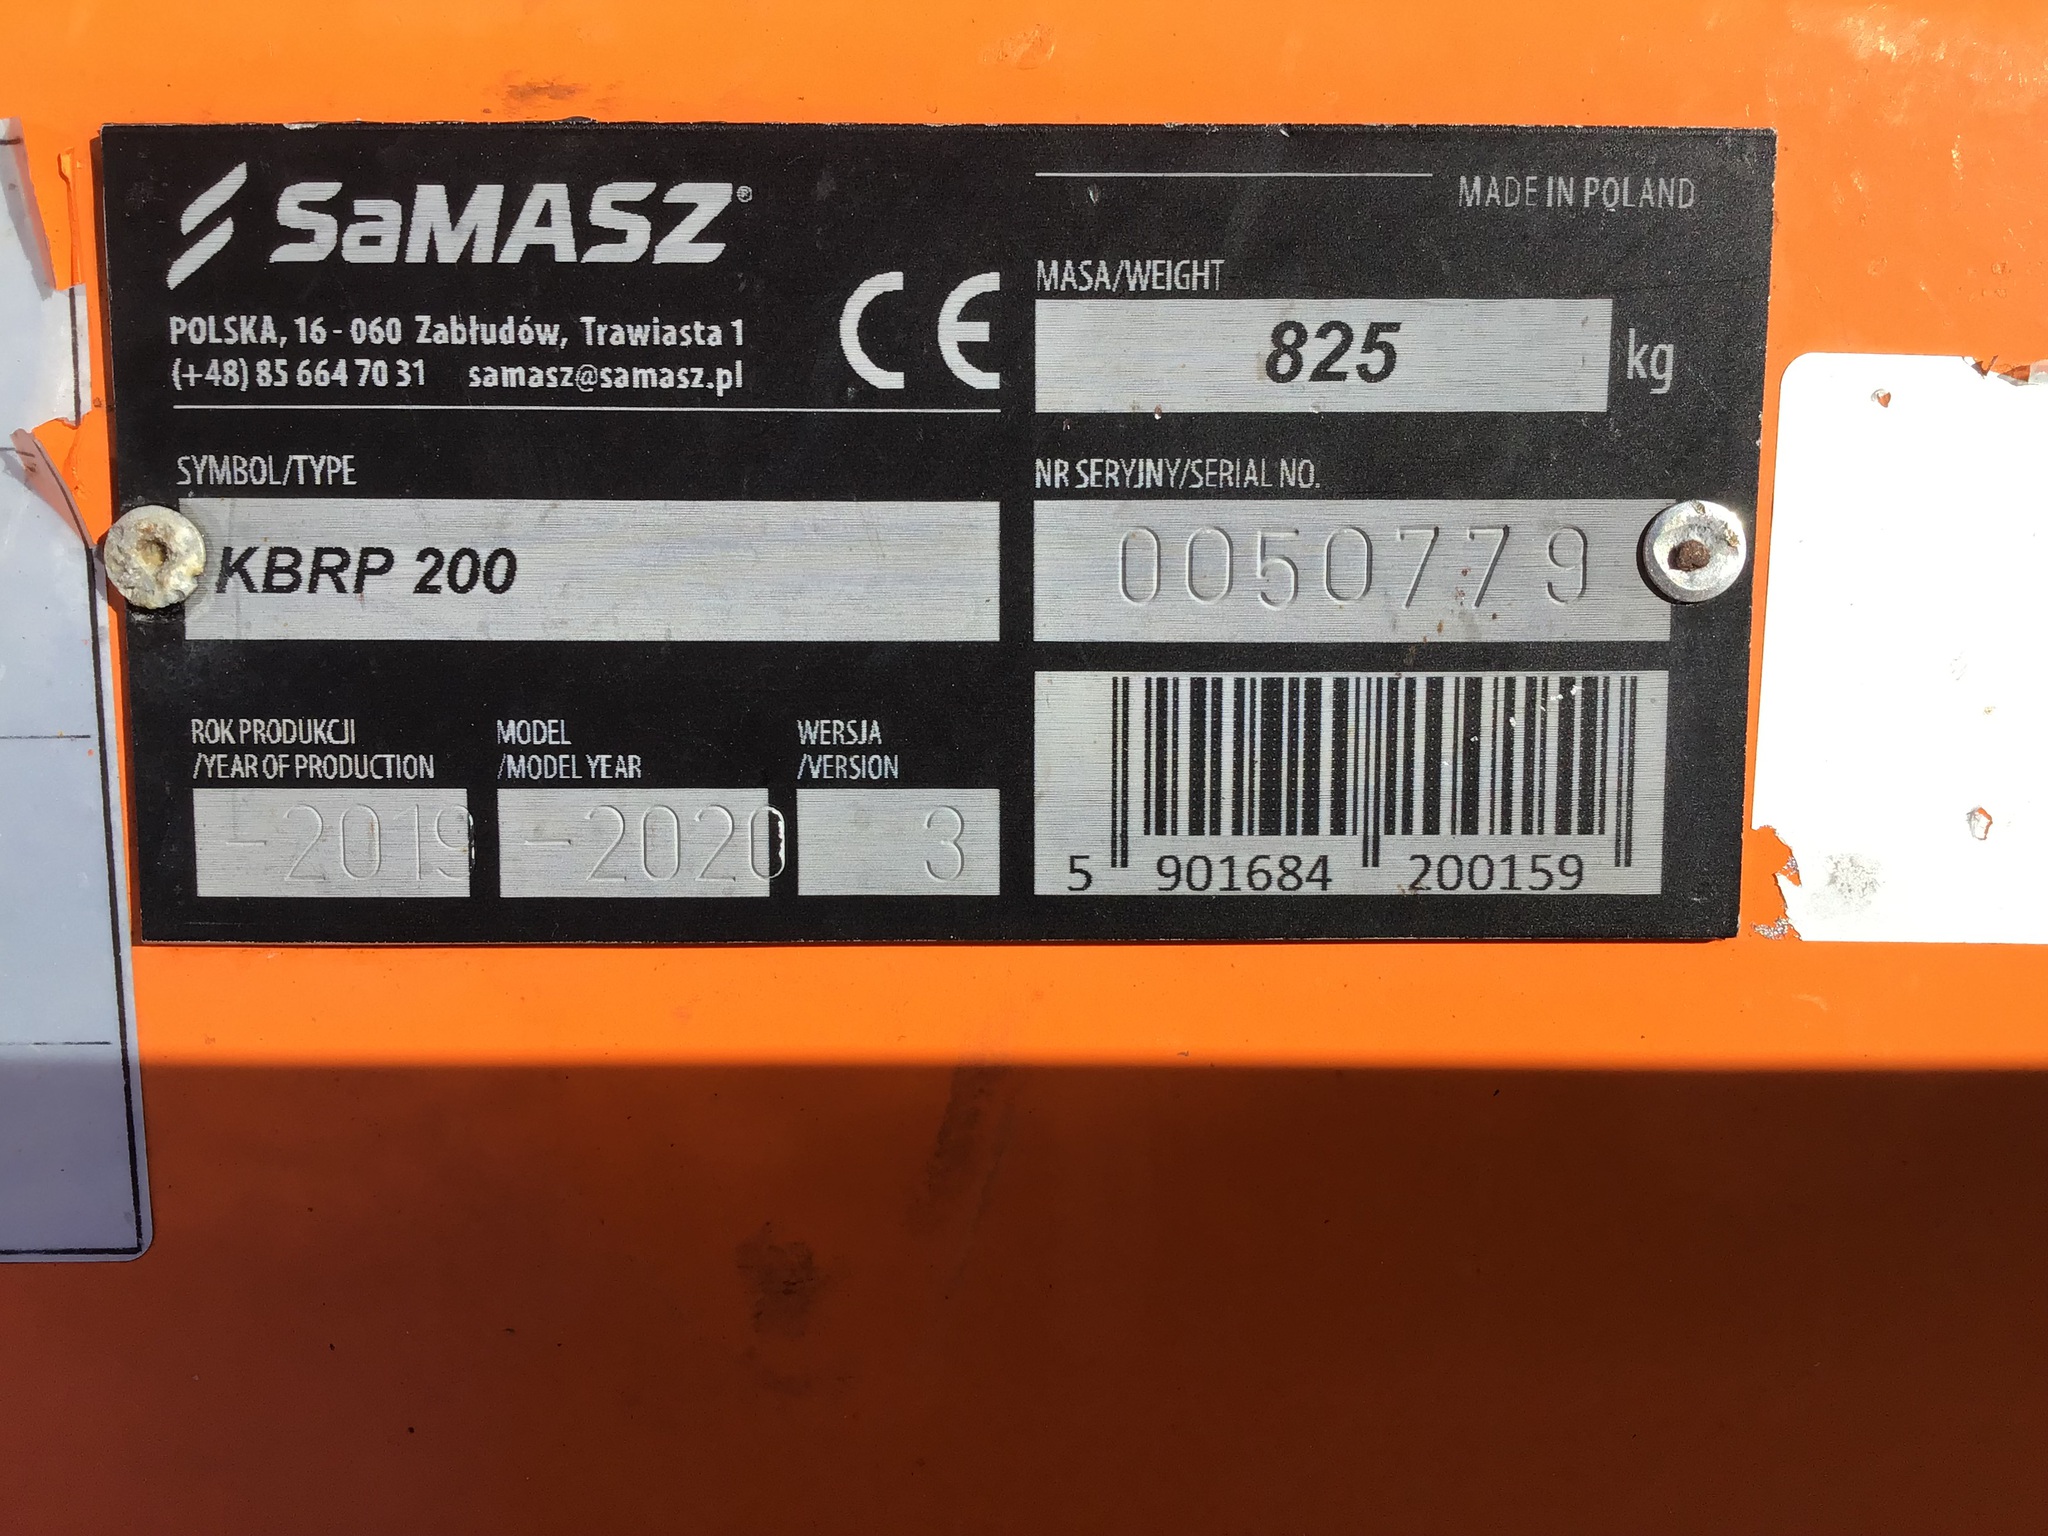 SaMASZ®
POLSKA, 16 - 060 Zabłudów, Trawiasta 1
(+48) 85 664 70 31 samasz@samasz.pl
CE
MADE IN POLAND
MASA/WEIGHT
825 kg
SYMBOL/TYPE
KBRP 200
NR SERYJNY/SERIAL NO.
0050779
ROK PRODUKCJI
/YEAR OF PRODUCTION
-2019
MODEL
/MODEL YEAR
-2020
WERSJA
/VERSION
3
5 901684 200159